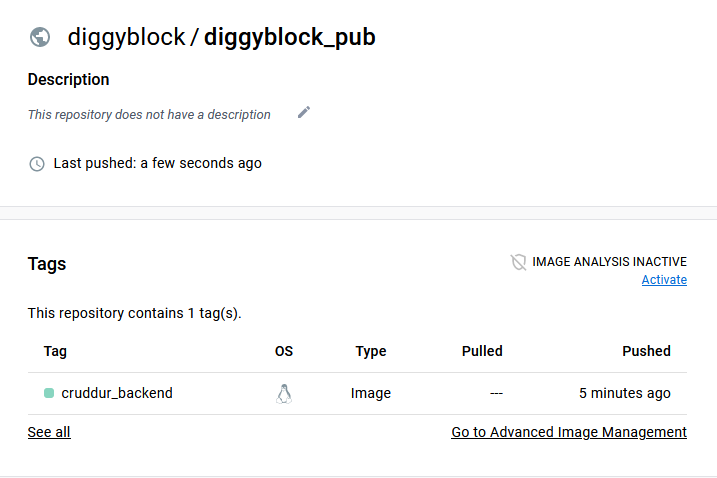 diggyblock / diggyblock_pub
Description
This repository does not have a description
Last pushed: a few seconds ago
Tags
IMAGE ANALYSIS INACTIVE
Activate
This repository contains 1 tag(s).
Tag OS Type Pulled Pushed
cruddur_backend Image --- 5 minutes ago
See all Go to Advanced Image Management